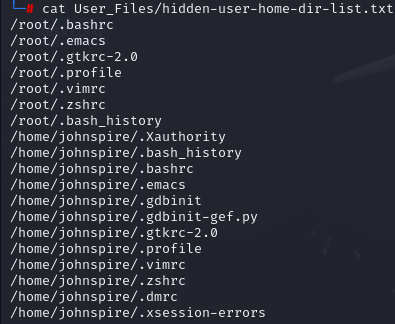 └─# cat User_Files/hidden-user-home-dir-list.txt
/root/.bashrc
/root/.emacs
/root/.gtkrc-2.0
/root/.profile
/root/.vimrc
/root/.zshrc
/root/.bash_history
/home/johnspire/.Xauthority
/home/johnspire/.bash_history
/home/johnspire/.bashrc
/home/johnspire/.emacs
/home/johnspire/.gdbinit
/home/johnspire/.gdbinit-gef.py
/home/johnspire/.gtkrc-2.0
/home/johnspire/.profile
/home/johnspire/.vimrc
/home/johnspire/.zshrc
/home/johnspire/.dmrc
/home/johnspire/.xsession-errors